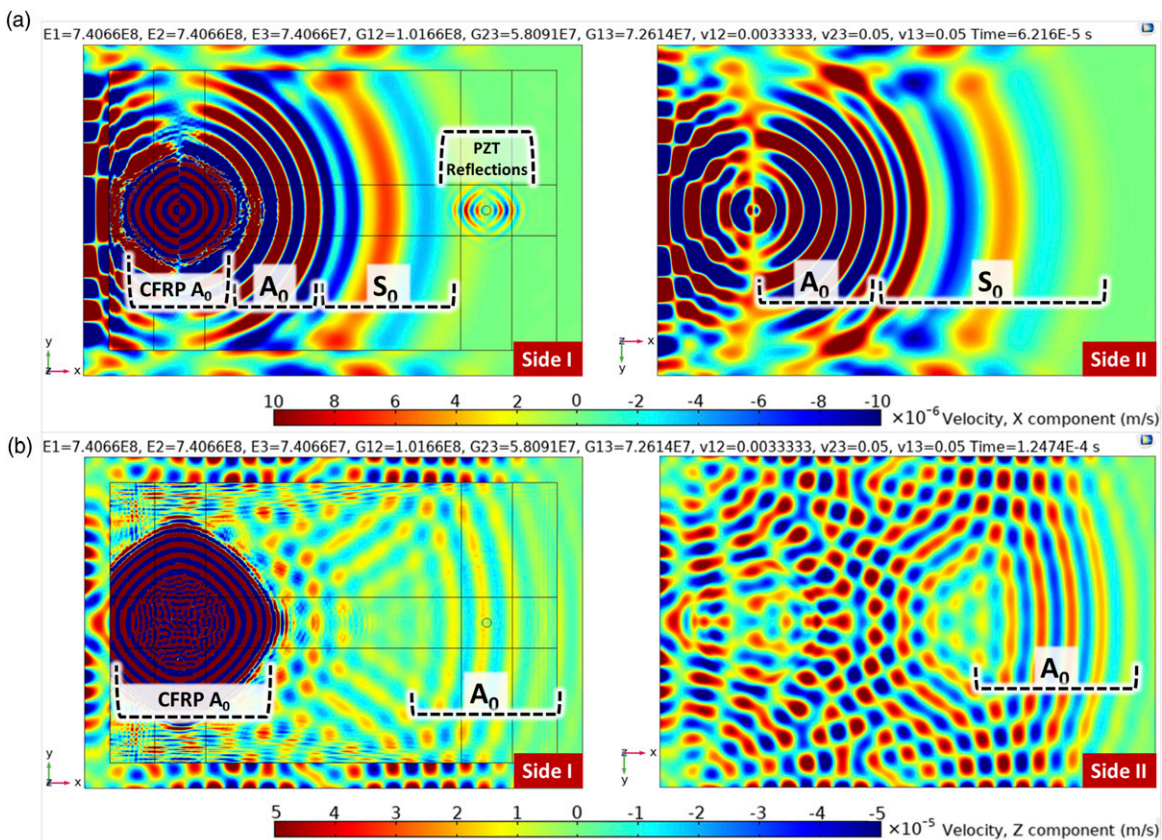 (a)
E1=7.4066E8, E2=7.4066E8, E3=7.4066E7, G12=1.0166E8, G23=5.8091E7, G13=7.2614E7, v12=0.0033333, v23=0.05, v13=0.05 Time=6.216E-5 s
PZT
Reflections
CFRP A₀
A₀
S₀
y
z x
Side I
A₀
S₀
z x
y
Side II
10 8 6 4 2 0 -2 -4 -6 -8 -10 ×10⁻⁶ Velocity, X component (m/s)
(b)
E1=7.4066E8, E2=7.4066E8, E3=7.4066E7, G12=1.0166E8, G23=5.8091E7, G13=7.2614E7, v12=0.0033333, v23=0.05, v13=0.05 Time=1.2474E-4 s
CFRP A₀
A₀
y
z x
Side I
A₀
z x
y
Side II
5 4 3 2 1 0 -1 -2 -3 -4 -5 ×10⁻⁵ Velocity, Z component (m/s)